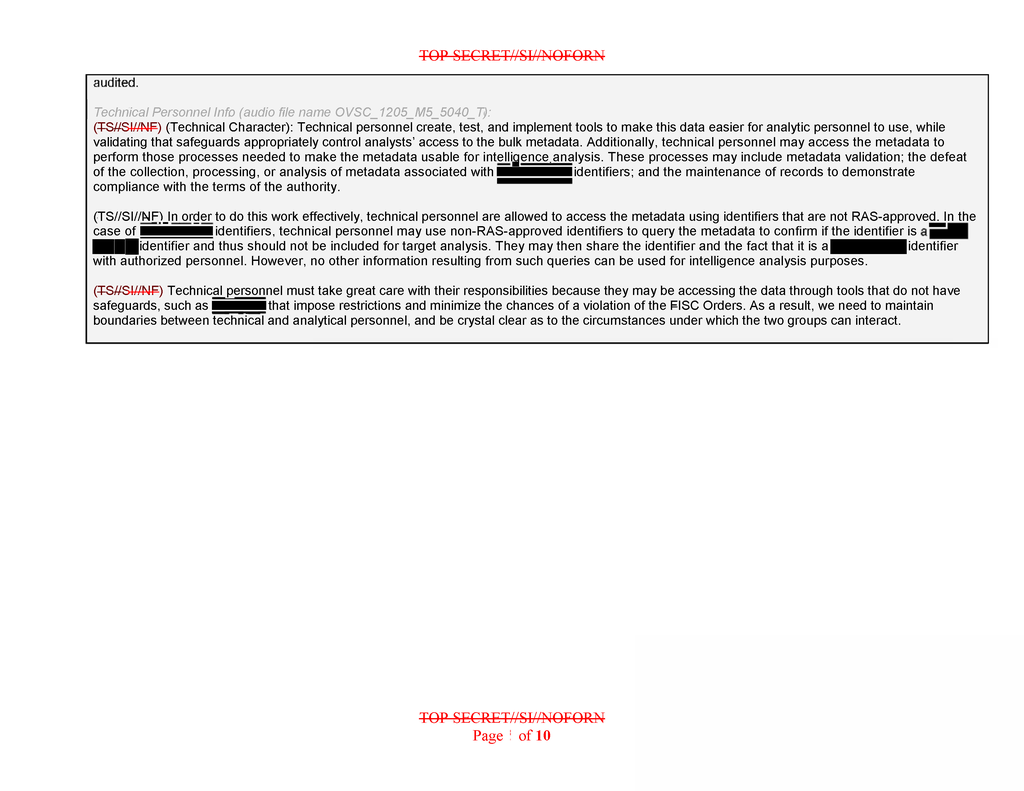 TOP SECRET//SI//NOFORN
audited.
Technical Personnel Info (audio file name OVSC_1205_M5_5040_T):
(TS//SI//NF) (Technical Character): Technical personnel create, test, and implement tools to make this data easier for analytic personnel to use, while
validating that safeguards appropriately control analysts' access to the bulk metadata. Additionally, technical personnel may access the metadata to
perform those processes needed to make the metadata usable for intelligence analysis. These processes may include metadata validation; the defeat
of the collection, processing, or analysis of metadata associated with identifiers; and the maintenance of records to demonstrate
compliance with the terms of the authority.
(TS//SI//NF) In order to do this work effectively, technical personnel are allowed to access the metadata using identifiers that are not RAS-approved. In the
case of identifiers, technical personnel may use non-RAS-approved identifiers to query the metadata to confirm if the identifier is a
identifier and thus should not be included for target analysis. They may then share the identifier and the fact that it is a identifier
with authorized personnel. However, no other information resulting from such queries can be used for intelligence analysis purposes.
(TS//SI//NF) Technical personnel must take great care with their responsibilities because they may be accessing the data through tools that do not have
safeguards, such as that impose restrictions and minimize the chances of a violation of the FISC Orders. As a result, we need to maintain
boundaries between technical and analytical personnel, and be crystal clear as to the circumstances under which the two groups can interact.
TOP SECRET//SI//NOFORN
Page of 10